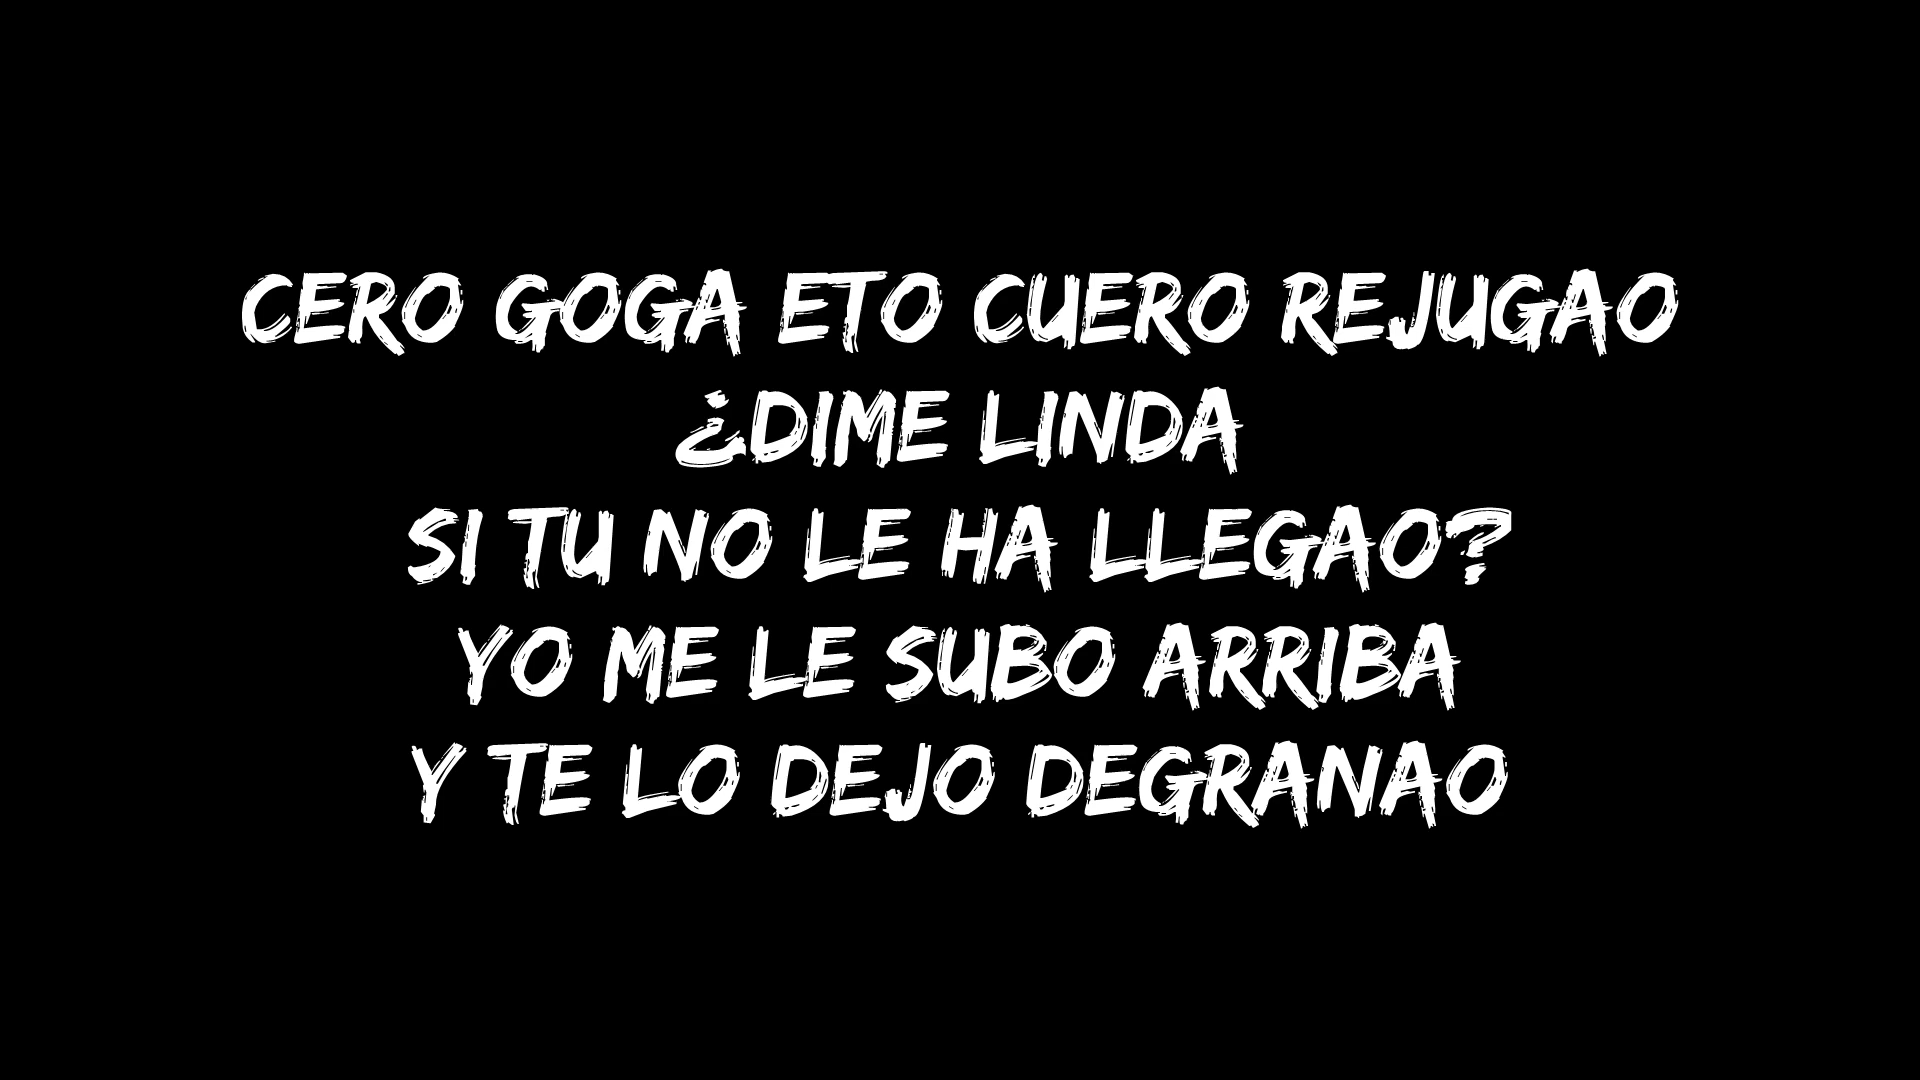 CERO GOGA ETO CUERO REJUGAO
¿DIME LINDA
SI TU NO LE HA LLEGAO?
YO ME LE SUBO ARRIBA
Y TE LO DEJO DEGRANAO